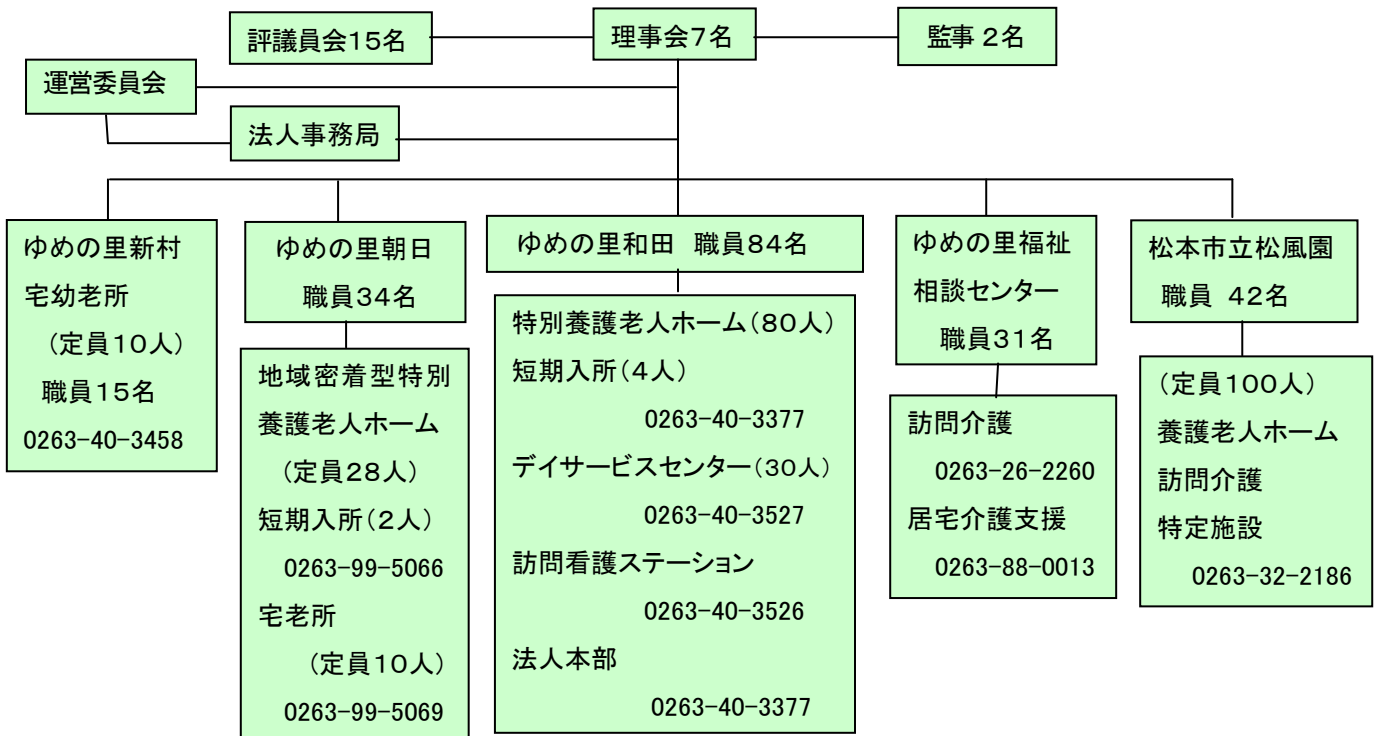 評議員会15名
理事会7名
監事 2名
運営委員会
法人事務局
ゆめの里新村
宅幼老所
(定員10人)
職員15名
0263-40-3458
ゆめの里朝日
職員34名
地域密着型特別
養護老人ホーム
(定員28人)
短期入所(2人)
0263-99-5066
宅老所
(定員10人)
0263-99-5069
ゆめの里和田 職員84名
特別養護老人ホーム(80人)
短期入所(4人)
0263-40-3377
デイサービスセンター(30人)
0263-40-3527
訪問看護ステーション
0263-40-3526
法人本部
0263-40-3377
ゆめの里福祉
相談センター
職員31名
訪問介護
0263-26-2260
居宅介護支援
0263-88-0013
松本市立松風園
職員 42名
(定員100人)
養護老人ホーム
訪問介護
特定施設
0263-32-2186